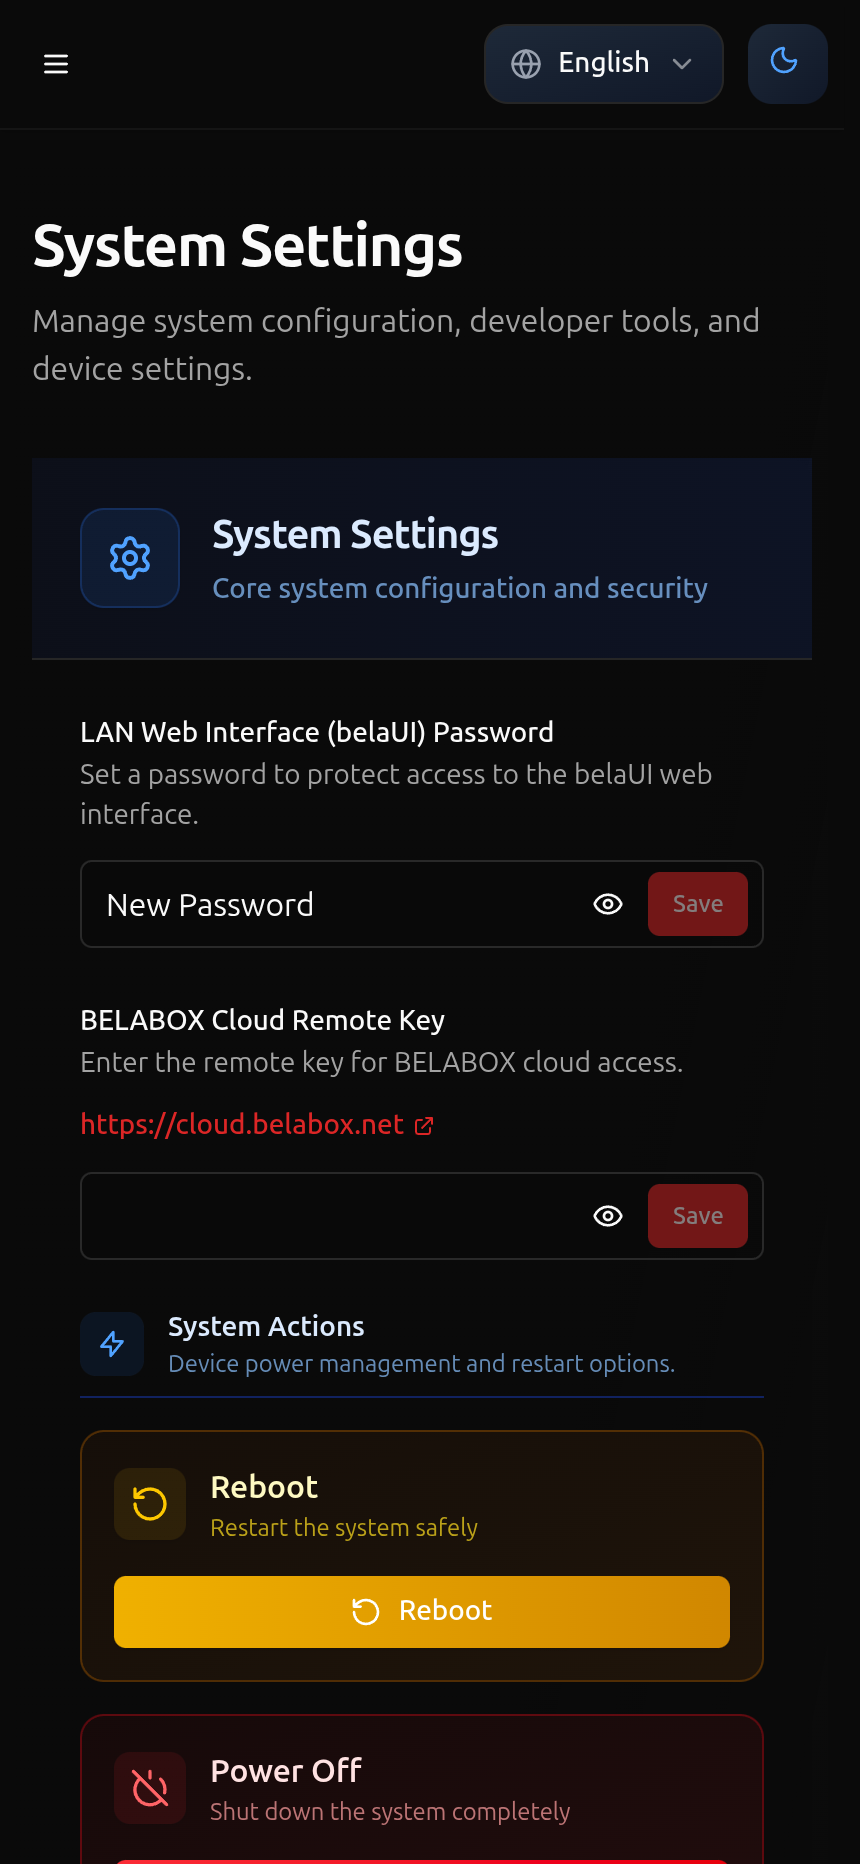 English
System Settings
Manage system configuration, developer tools, and
device settings.
System Settings
Core system configuration and security
LAN Web Interface (belaUI) Password
Set a password to protect access to the belaUI web
interface.
New Password
Save
BELABOX Cloud Remote Key
Enter the remote key for BELABOX cloud access.
https://cloud.belabox.net
Save
System Actions
Device power management and restart options.
Reboot
Restart the system safely
Reboot
Power Off
Shut down the system completely